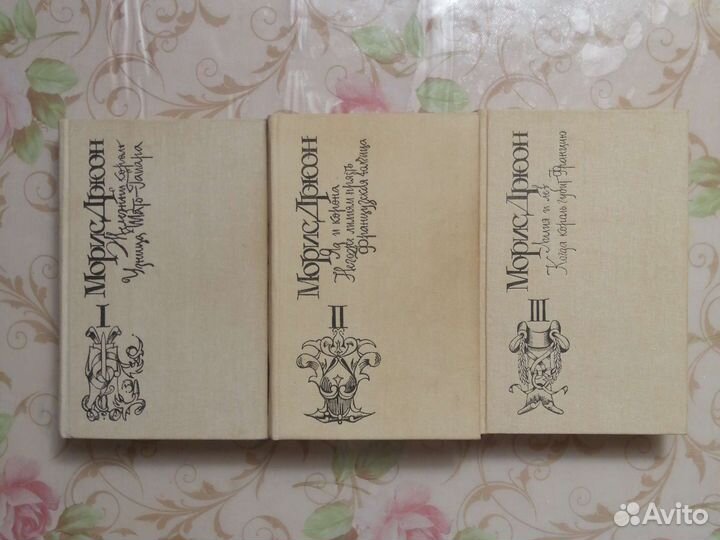 Морис Дрюон
Железный король
Узница Шато-Гайара
I
Морис Дрюон
Яд и корона
Негоже лилиям прясть
Французская волчица
II
Морис Дрюон
Лилия и лев
Когда король губит Францию
III
Avito